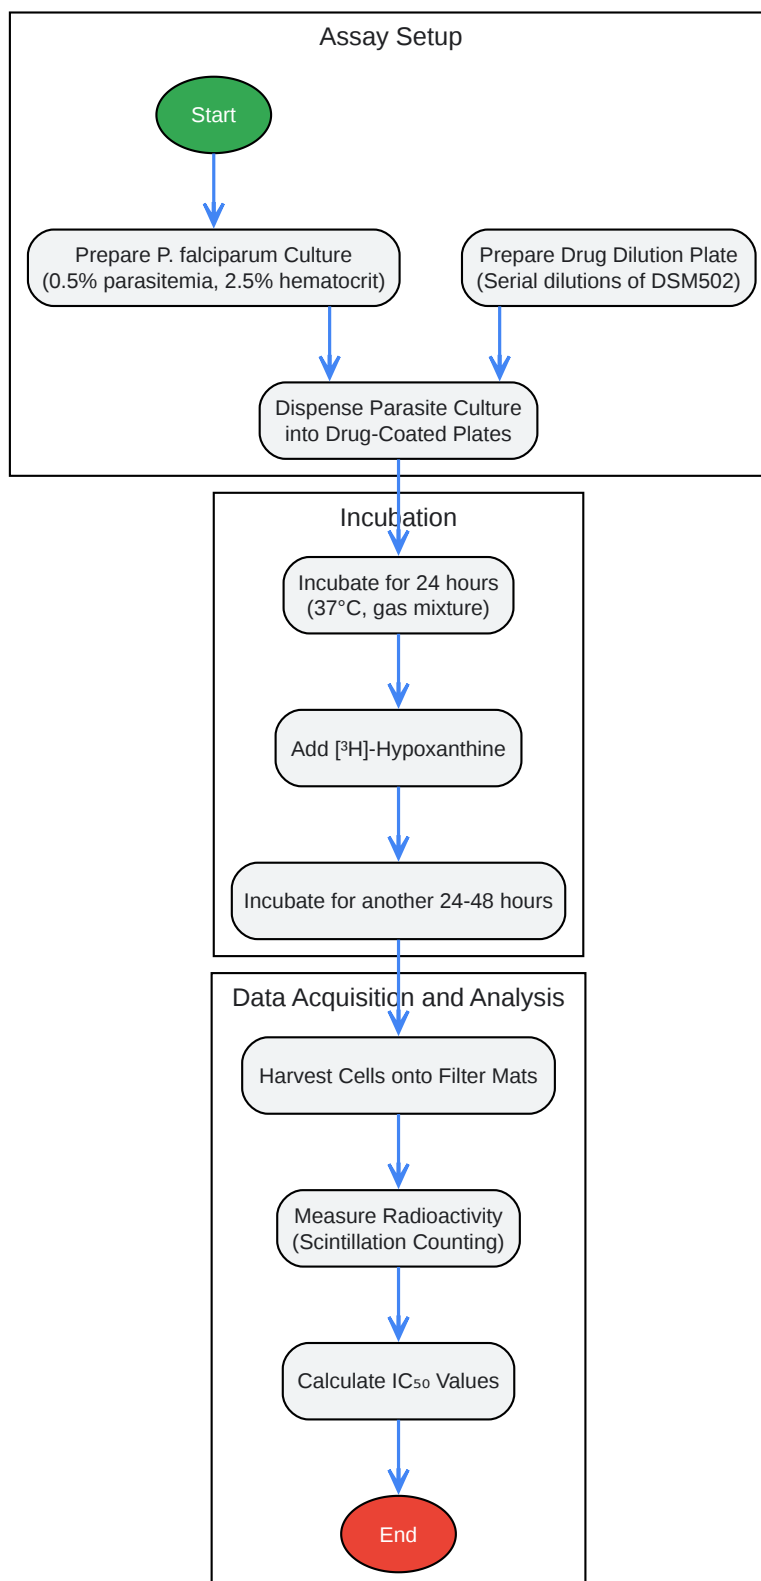 Assay Setup
Start
Prepare P. falciparum Culture
(0.5% parasitemia, 2.5% hematocrit)
Prepare Drug Dilution Plate
(Serial dilutions of DSM502)
Dispense Parasite Culture
into Drug-Coated Plates
Incubation
Incubate for 24 hours
(37°C, gas mixture)
Add [³H]-Hypoxanthine
Incubate for another 24-48 hours
Data Acquisition and Analysis
Harvest Cells onto Filter Mats
Measure Radioactivity
(Scintillation Counting)
Calculate IC₅₀ Values
End